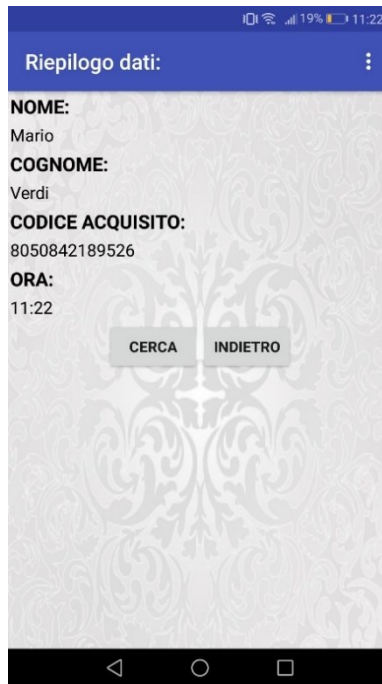 19% 11:22
Riepilogo dati:
NOME:
Mario
COGNOME:
Verdi
CODICE ACQUISITO:
8050842189526
ORA:
11:22
CERCA INDIETRO